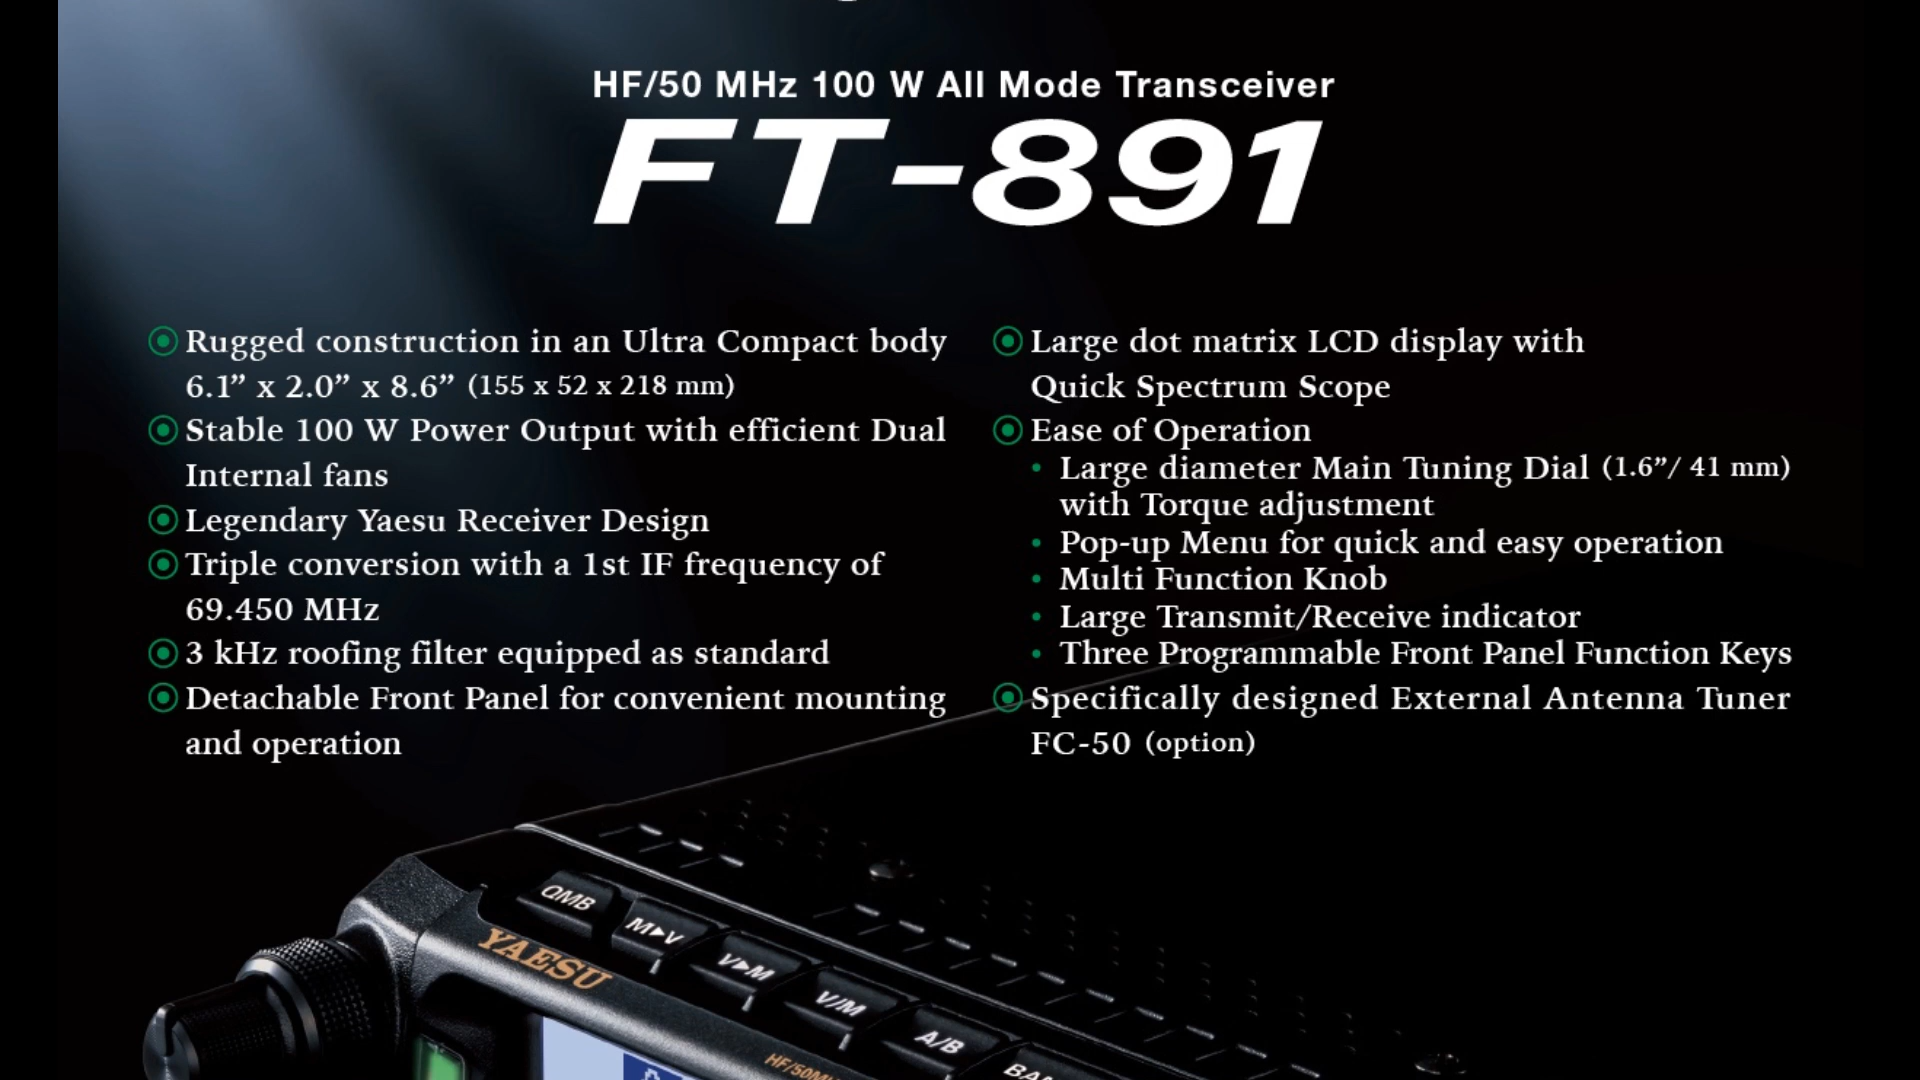 HF/50 MHz 100 W All Mode Transceiver
FT-891
Rugged construction in an Ultra Compact body
6.1” x 2.0” x 8.6” (155 x 52 x 218 mm)
Stable 100 W Power Output with efficient Dual
Internal fans
Legendary Yaesu Receiver Design
Triple conversion with a 1st IF frequency of
69.450 MHz
3 kHz roofing filter equipped as standard
Detachable Front Panel for convenient mounting
and operation
Large dot matrix LCD display with
Quick Spectrum Scope
Ease of Operation
• Large diameter Main Tuning Dial (1.6”/ 41 mm)
with Torque adjustment
• Pop-up Menu for quick and easy operation
• Multi Function Knob
• Large Transmit/Receive indicator
• Three Programmable Front Panel Function Keys
Specifically designed External Antenna Tuner
FC-50 (option)
QMB
M▶V
V▶M
V/M
A/B
YAESU